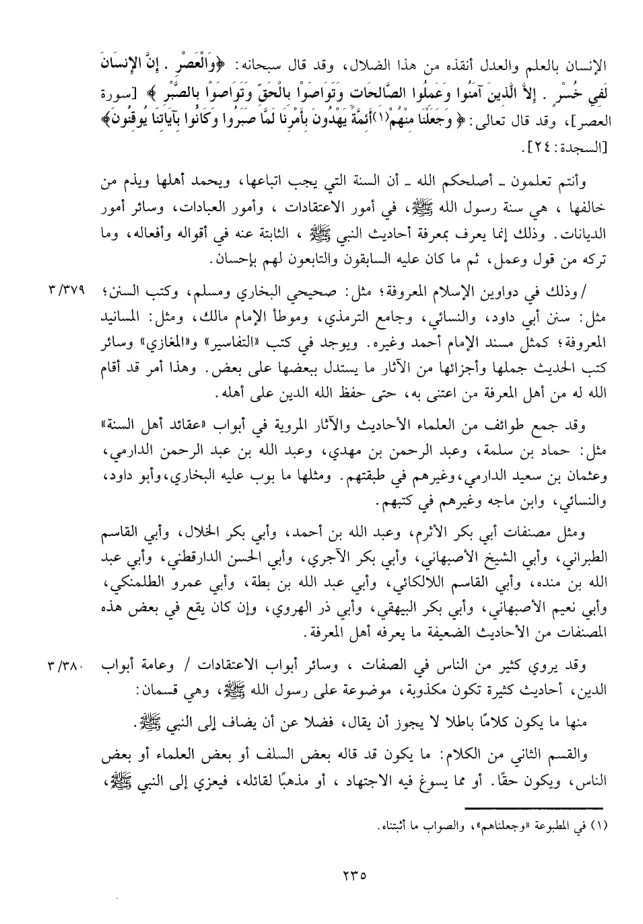 الإنسان بالعلم والعدل أنقذه من هذا الضلال، وقد قال سبحانه: ﴿وَالْعَصْرِ . إِنَّ الإِنسَانَ
لَفِي خُسْرٍ . إِلاَّ الَّذِينَ آمَنُوا وَعَمِلُوا الصَّالِحَاتِ وَتَوَاصَوْا بِالْحَقِّ وَتَوَاصَوْا بِالصَّبْرِ﴾ [سورة
العصر]، وقد قال تعالى: ﴿ وَجَعَلْنَا مِنْهُمْ(١) أَئِمَّةً يَهْدُونَ بِأَمْرِنَا لَمَّا صَبَرُوا وَكَانُوا بِآيَاتِنَا يُوقِنُونَ﴾
[السجدة: ٢٤].
وأنتم تعلمون ـ أصلحكم الله ـ أن السنة التي يجب اتباعها، ويحمد أهلها ويذم من
خالفها ، هي سنة رسول الله ﷺ، في أمور الاعتقادات ، وأمور العبادات، وسائر أمور
الديانات. وذلك إنما يعرف بمعرفة أحاديث النبي ﷺ ، الثابتة عنه في أقواله وأفعاله، وما
تركه من قول وعمل، ثم ما كان عليه السابقون والتابعون لهم بإحسان.
٣/٣٧٩ / وذلك في دواوين الإسلام المعروفة؛ مثل: صحيحي البخاري ومسلم، وكتب السنن؛
مثل: سنن أبي داود، والنسائي، وجامع الترمذي، وموطأ الإمام مالك، ومثل: المسانيد
المعروفة؛ كمثل مسند الإمام أحمد وغيره. ويوجد في كتب «التفاسير» و«المغازي» وسائر
كتب الحديث جملها وأجزائها من الآثار ما يستدل ببعضها على بعض. وهذا أمر قد أقام
الله له من أهل المعرفة من اعتنى به، حتى حفظ الله الدين على أهله.
وقد جمع طوائف من العلماء الأحاديث والآثار المروية في أبواب «عقائد أهل السنة»
مثل: حماد بن سلمة، وعبد الرحمن بن مهدي، وعبد الله بن عبد الرحمن الدارمي،
وعثمان بن سعيد الدارمي،وغيرهم في طبقتهم. ومثلها ما بوب عليه البخاري،وأبو داود،
والنسائي، وابن ماجه وغيرهم في كتبهم.
ومثل مصنفات أبي بكر الأثرم، وعبد الله بن أحمد، وأبي بكر الخلال، وأبي القاسم
الطبراني، وأبي الشيخ الأصبهاني، وأبي بكر الآجري، وأبي الحسن الدارقطني، وأبي عبد
الله بن منده، وأبي القاسم اللالكائي، وأبي عبد الله بن بطة، وأبي عمرو الطلمنكي،
وأبي نعيم الأصبهاني، وأبي بكر البيهقي، وأبي ذر الهروي، وإن كان يقع في بعض هذه
المصنفات من الأحاديث الضعيفة ما يعرفه أهل المعرفة.
٣/٣٨٠ وقد يروي كثير من الناس في الصفات ، وسائر أبواب الاعتقادات / وعامة أبواب
الدين، أحاديث كثيرة تكون مكذوبة، موضوعة على رسول الله ﷺ، وهي قسمان:
منها ما يكون كلامًا باطلا لا يجوز أن يقال، فضلا عن أن يضاف إلى النبي ﷺ.
والقسم الثاني من الكلام: ما يكون قد قاله بعض السلف أو بعض العلماء أو بعض
الناس، ويكون حقًا. أو مما يسوغ فيه الاجتهاد ، أو مذهبًا لقائله، فيعزي إلى النبي ﷺ،
(١) في المطبوعة «وجعلناهم»، والصواب ما أثبتناه.
٢٣٥